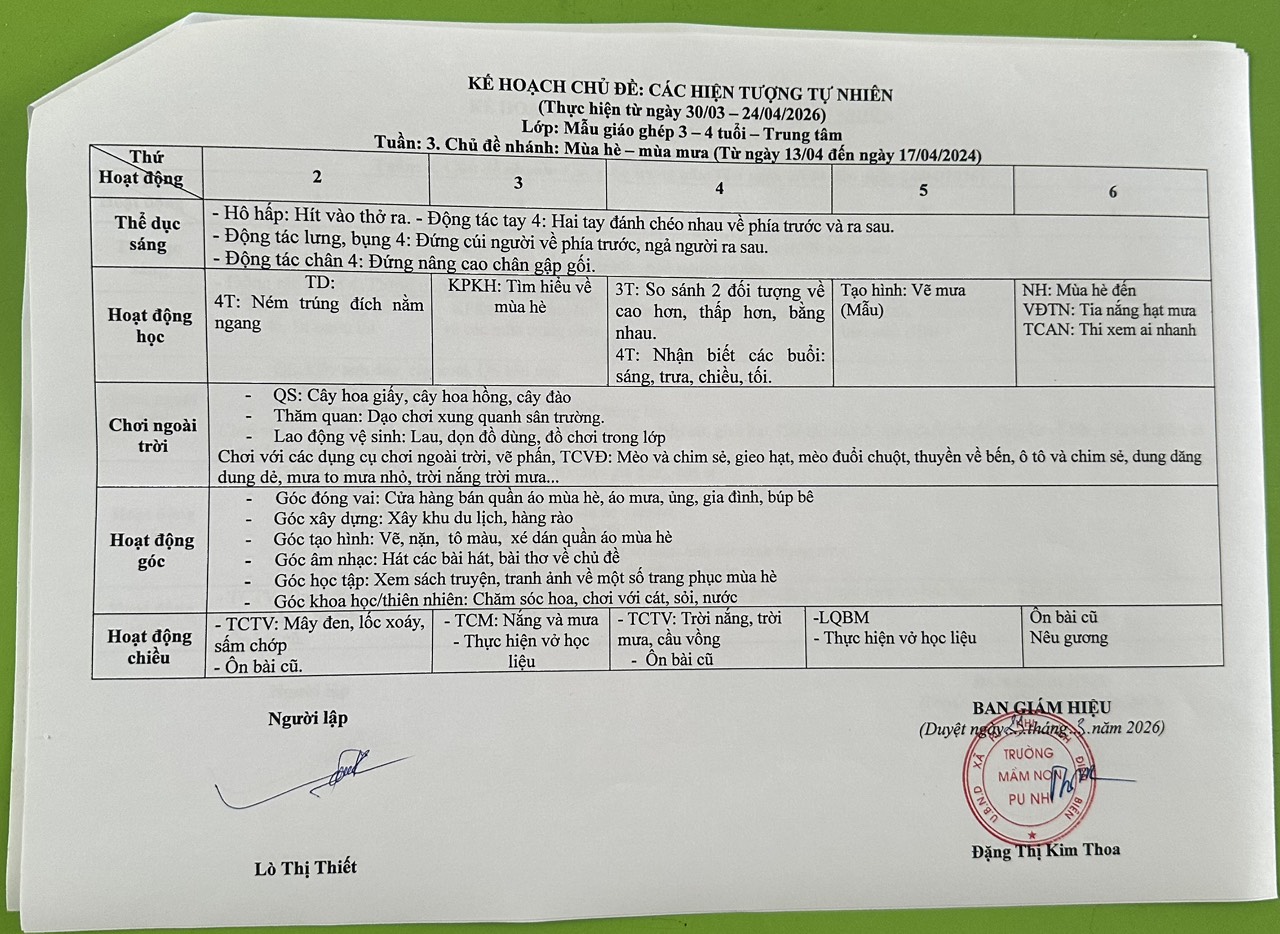 KẾ HOẠCH CHỦ ĐỀ: CÁC HIỆN TƯỢNG TỰ NHIÊN
(Thực hiện từ ngày 30/03 – 24/04/2026)
Lớp: Mẫu giáo ghép 3 – 4 tuổi – Trung tâm
Tuần: 3. Chủ đề nhánh: Mùa hè – mùa mưa (Từ ngày 13/04 đến ngày 17/04/2024)
Thứ
Hoạt động
2
3
4
5
6
Thể dục
sáng
- Hô hấp: Hít vào thở ra. - Động tác tay 4: Hai tay đánh chéo nhau về phía trước và ra sau.
- Động tác lưng, bụng 4: Đứng cúi người về phía trước, ngả người ra sau.
- Động tác chân 4: Đứng nâng cao chân gập gối.
Hoạt động
học
TD:
4T: Ném trúng đích nằm
ngang
KPKH: Tìm hiểu về
mùa hè
3T: So sánh 2 đối tượng về
cao hơn, thấp hơn, bằng
nhau.
4T: Nhận biết các buổi:
sáng, trưa, chiều, tối.
Tạo hình: Vẽ mưa
(Mẫu)
NH: Mùa hè đến
VĐTN: Tia nắng hạt mưa
TCAN: Thi xem ai nhanh
Chơi ngoài
trời
- QS: Cây hoa giấy, cây hoa hồng, cây đào
- Thăm quan: Dạo chơi xung quanh sân trường.
- Lao động vệ sinh: Lau, dọn đồ dùng, đồ chơi trong lớp
Chơi với các dụng cụ chơi ngoài trời, vẽ phấn, TCVĐ: Mèo và chim sẻ, gieo hạt, mèo đuổi chuột, thuyền về bến, ô tô và chim sẻ, dung dăng
dung dẻ, mưa to mưa nhỏ, trời nắng trời mưa...
Hoạt động
góc
- Góc đóng vai: Cửa hàng bán quần áo mùa hè, áo mưa, ủng, gia đình, búp bê
- Góc xây dựng: Xây khu du lịch, hàng rào
- Góc tạo hình: Vẽ, nặn, tô màu, xé dán quần áo mùa hè
- Góc âm nhạc: Hát các bài hát, bài thơ về chủ đề
- Góc học tập: Xem sách truyện, tranh ảnh về một số trang phục mùa hè
- Góc khoa học/thiên nhiên: Chăm sóc hoa, chơi với cát, sỏi, nước
Hoạt động
chiều
- TCTV: Mây đen, lốc xoáy,
sấm chớp
- Ôn bài cũ.
- TCM: Nắng và mưa
- Thực hiện vở học
liệu
- TCTV: Trời nắng, trời
mưa, cầu vồng
- Ôn bài cũ
-LQBM
- Thực hiện vở học liệu
Ôn bài cũ
Nêu gương
Người lập
Lò Thị Thiết
BAN GIÁM HIỆU
(Duyệt ngày tháng 3 năm 2026)
U.B.N.D XÃ
ĐIỆN BIÊN
TRƯỜNG
MẦM NON
PU NHI
Đặng Thị Kim Thoa